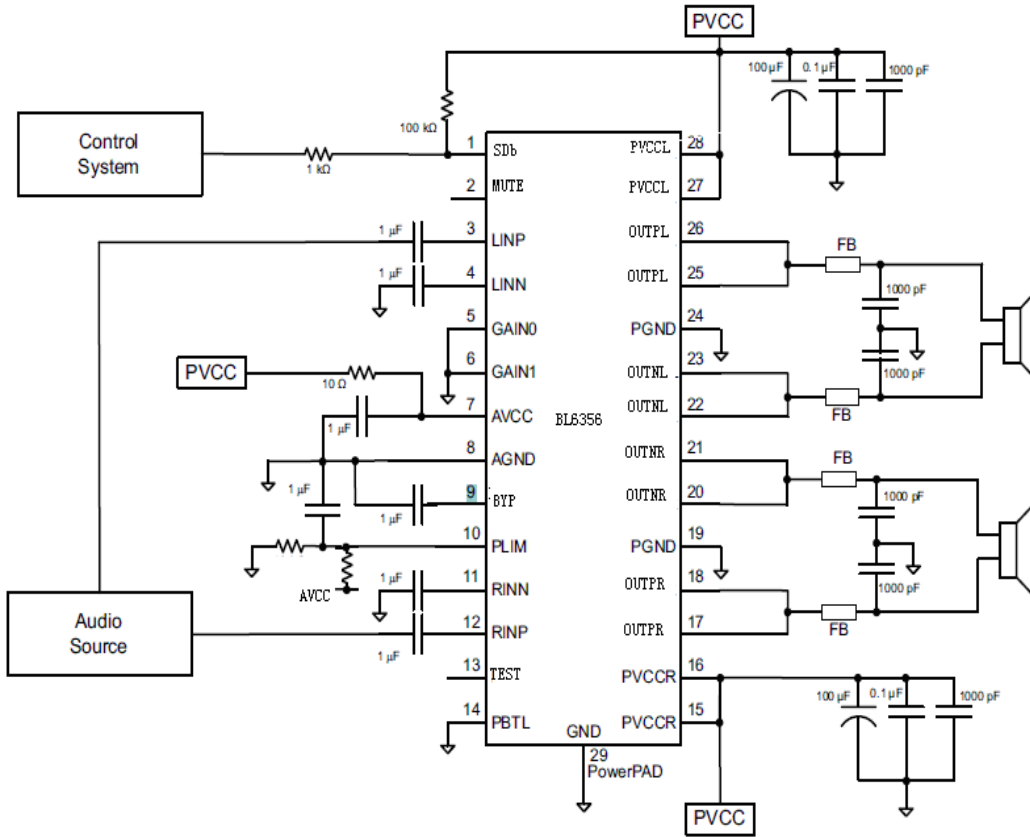 PVCC
100 µF
0.1 µF
1000 pF
100 kΩ
Control
System
1 kΩ
1
SDb
PVCCL
28
2
MUTE
PVCCL
27
1 µF
3
LINP
OUTPL
26
FB
1 µF
4
LINN
OUTPL
25
1000 pF
5
GAIN0
PGND
24
1000 pF
PVCC
10 Ω
6
GAIN1
OUTNL
23
FB
1 µF
7
AVCC
BL6356
OUTNL
22
8
AGND
OUTNR
21
FB
1 µF
1 µF
9
BYP
OUTNR
20
1000 pF
10
PLIM
PGND
19
1000 pF
AVCC
1 µF
11
RINN
OUTPR
18
FB
Audio
Source
1 µF
12
RINP
OUTPR
17
13
TEST
PVCCR
16
100 µF
0.1 µF
1000 pF
14
PBTL
PVCCR
15
GND
29
PowerPAD
PVCC